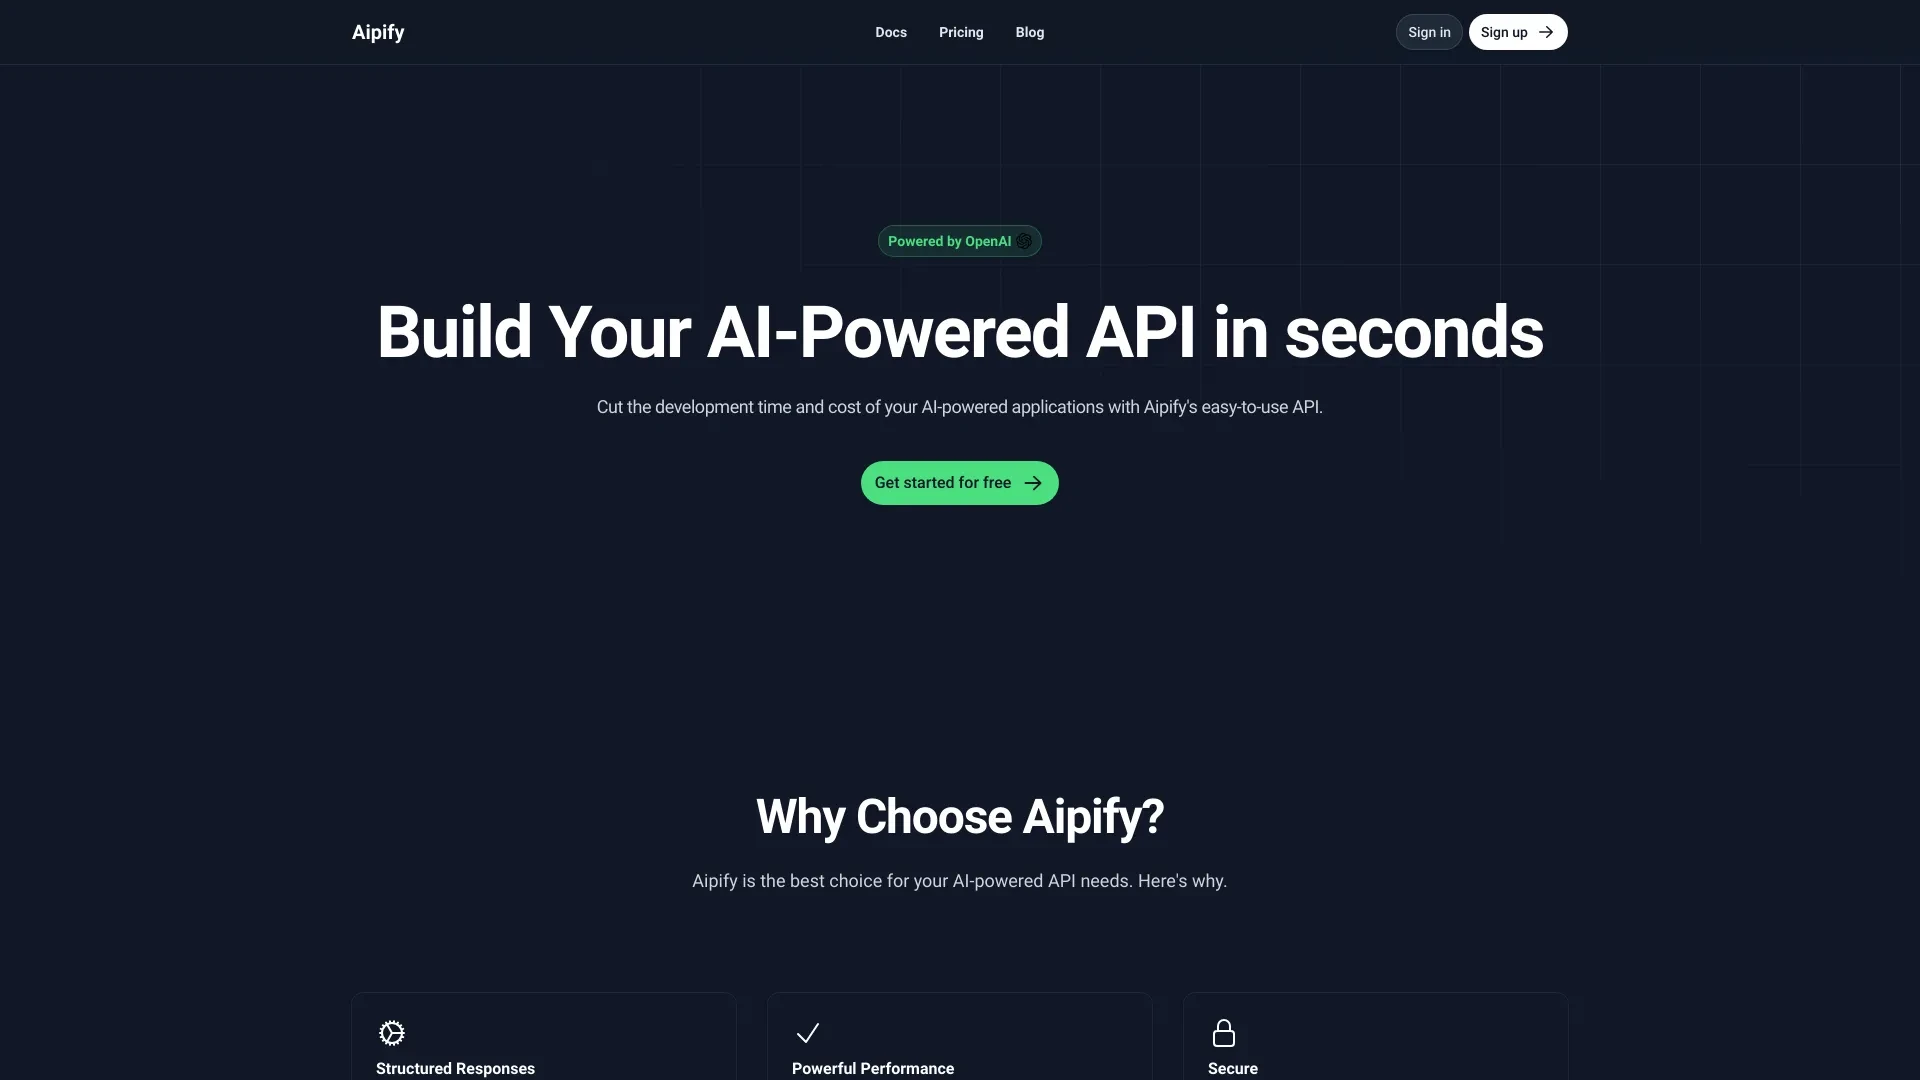 Aipify
Docs
Pricing
Blog
Sign in
Sign up
Powered by OpenAI
Build Your AI-Powered API in seconds
Cut the development time and cost of your AI-powered applications with Aipify's easy-to-use API.
Get started for free
Why Choose Aipify?
Aipify is the best choice for your AI-powered API needs. Here's why.
Structured Responses
Powerful Performance
Secure